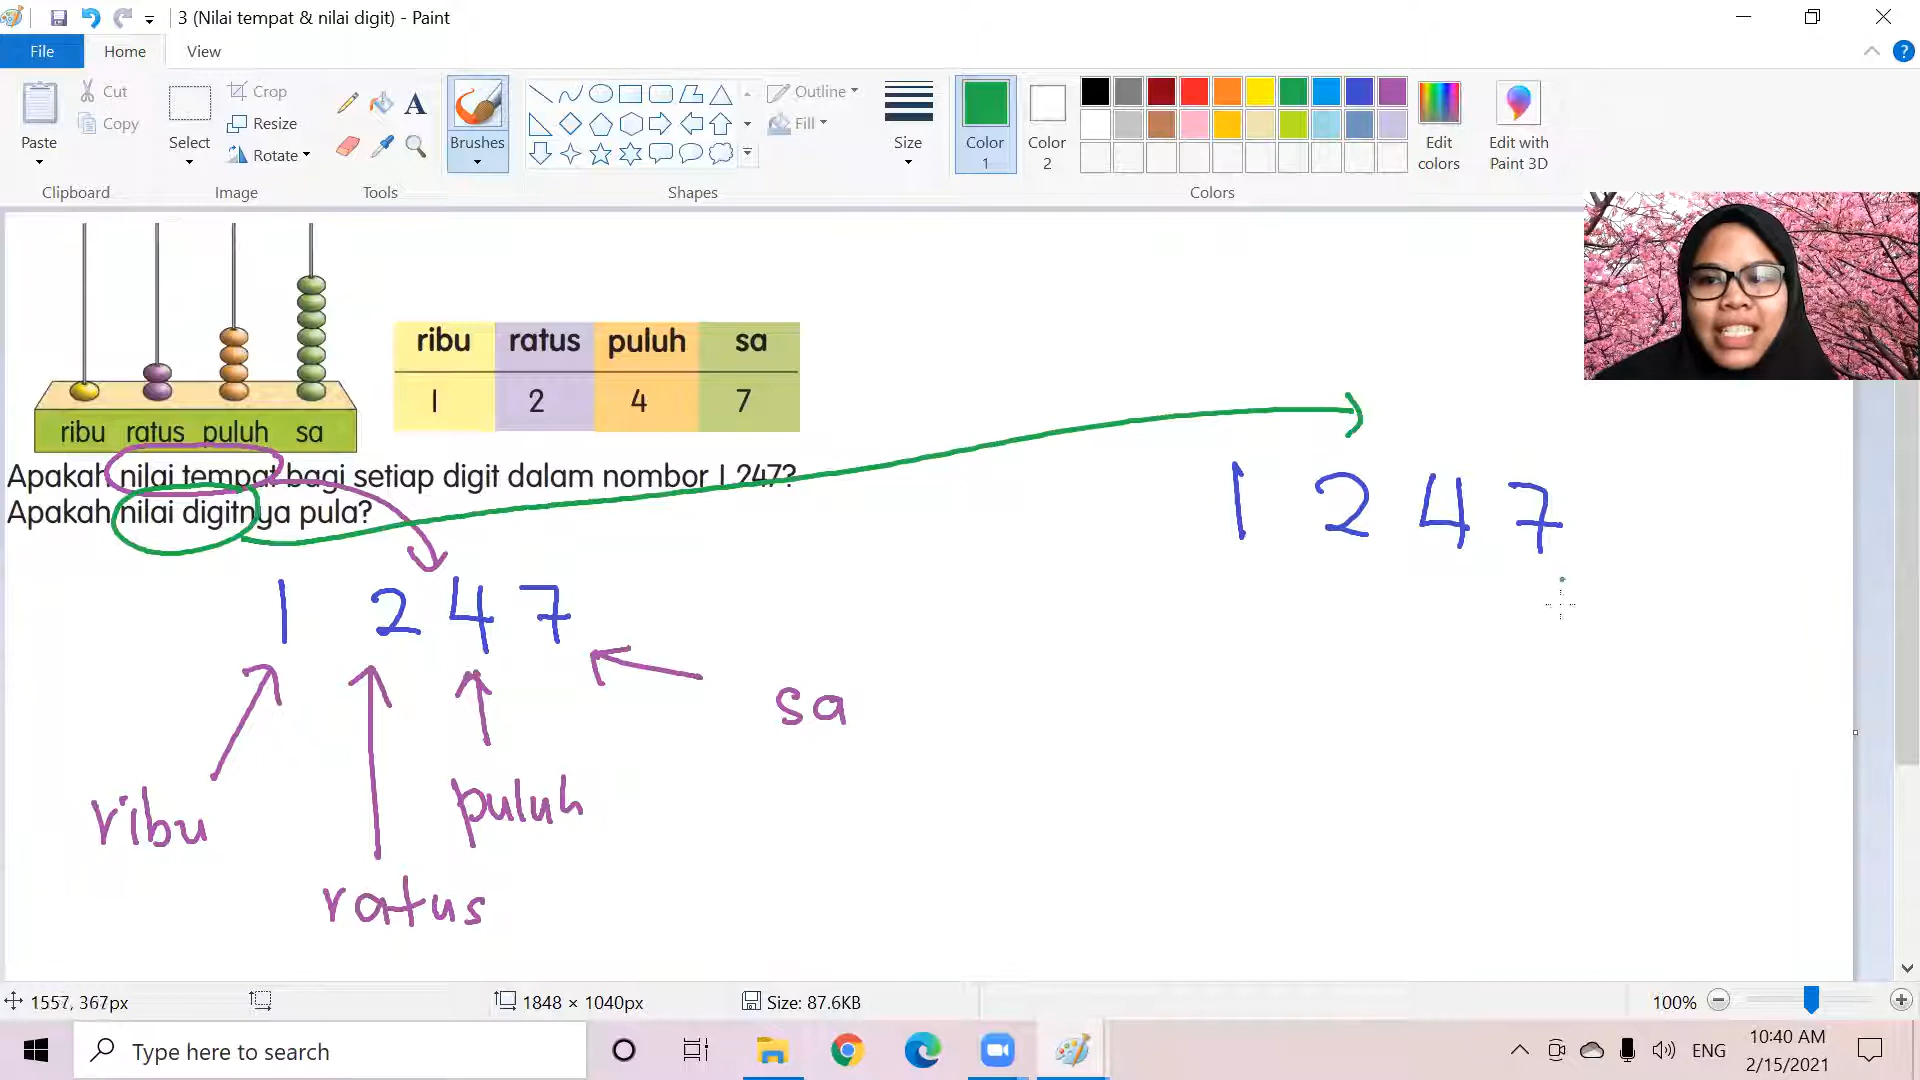 3 (Nilai tempat & nilai digit) - Paint
File Home View
Paste
Cut
Copy
Clipboard
Select
Crop
Resize
Rotate
Image
Tools
Brushes
Outline
Fill
Shapes
Size
Color 1
Color 2
Edit colors
Edit with Paint 3D
Colors
ribu ratus puluh sa
1 2 4 7
ribu ratus puluh sa
Apakah nilai tempat bagi setiap digit dalam nombor 1 247?
Apakah nilai digitnya pula?
1 2 4 7
1 2 4 7
sa
puluh
ribu
ratus
1557, 367px
1848 × 1040px
Size: 87.6KB
100%
Type here to search
ENG
10:40 AM
2/15/2021